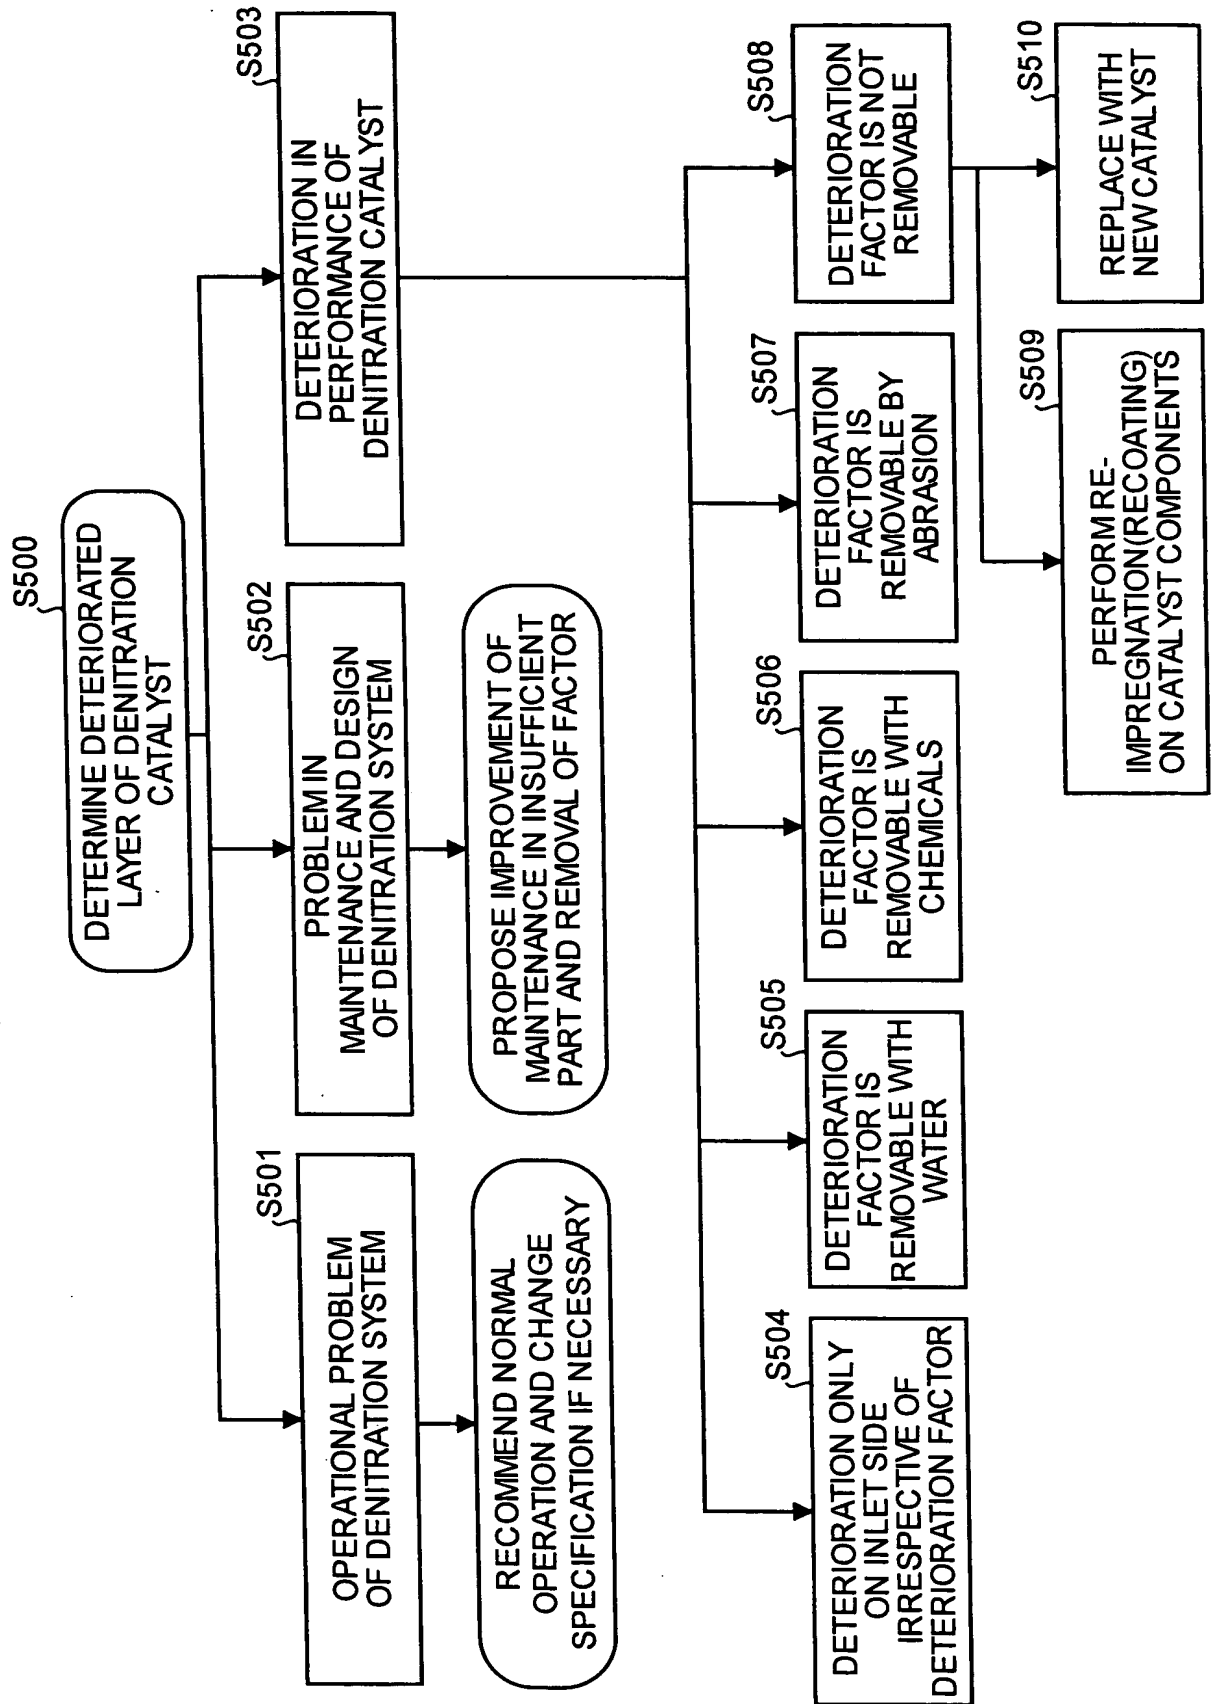 S500
DETERMINE DETERIORATED
LAYER OF DENITRATION
CATALYST
S501
OPERATIONAL PROBLEM
OF DENITRATION SYSTEM
S502
PROBLEM IN
MAINTENANCE AND DESIGN
OF DENITRATION SYSTEM
S503
DETERIORATION IN
PERFORMANCE OF
DENITRATION CATALYST
RECOMMEND NORMAL
OPERATION AND CHANGE
SPECIFICATION IF NECESSARY
PROPOSE IMPROVEMENT OF
MAINTENANCE IN INSUFFICIENT
PART AND REMOVAL OF FACTOR
S504
DETERIORATION ONLY
ON INLET SIDE
IRRESPECTIVE OF
DETERIORATION FACTOR
S505
DETERIORATION
FACTOR IS
REMOVABLE WITH
WATER
S506
DETERIORATION
FACTOR IS
REMOVABLE WITH
CHEMICALS
S507
DETERIORATION
FACTOR IS
REMOVABLE BY
ABRASION
S508
DETERIORATION
FACTOR IS NOT
REMOVABLE
S509
PERFORM RE-
IMPREGNATION(RECOATING)
ON CATALYST COMPONENTS
S510
REPLACE WITH
NEW CATALYST